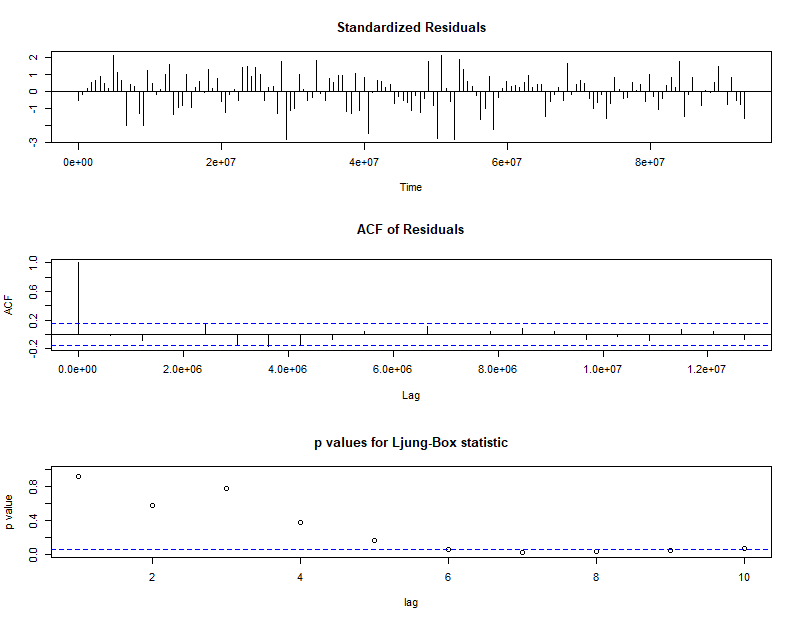 Standardized Residuals
2
1
0
-1
-3
0e+00 2e+07 4e+07 6e+07 8e+07
Time
ACF of Residuals
ACF
1.0
0.6
0.2
-0.2
0.0e+00 2.0e+06 4.0e+06 6.0e+06 8.0e+06 1.0e+07 1.2e+07
Lag
p values for Ljung-Box statistic
p value
0.8
0.4
0.0
2 4 6 8 10
lag